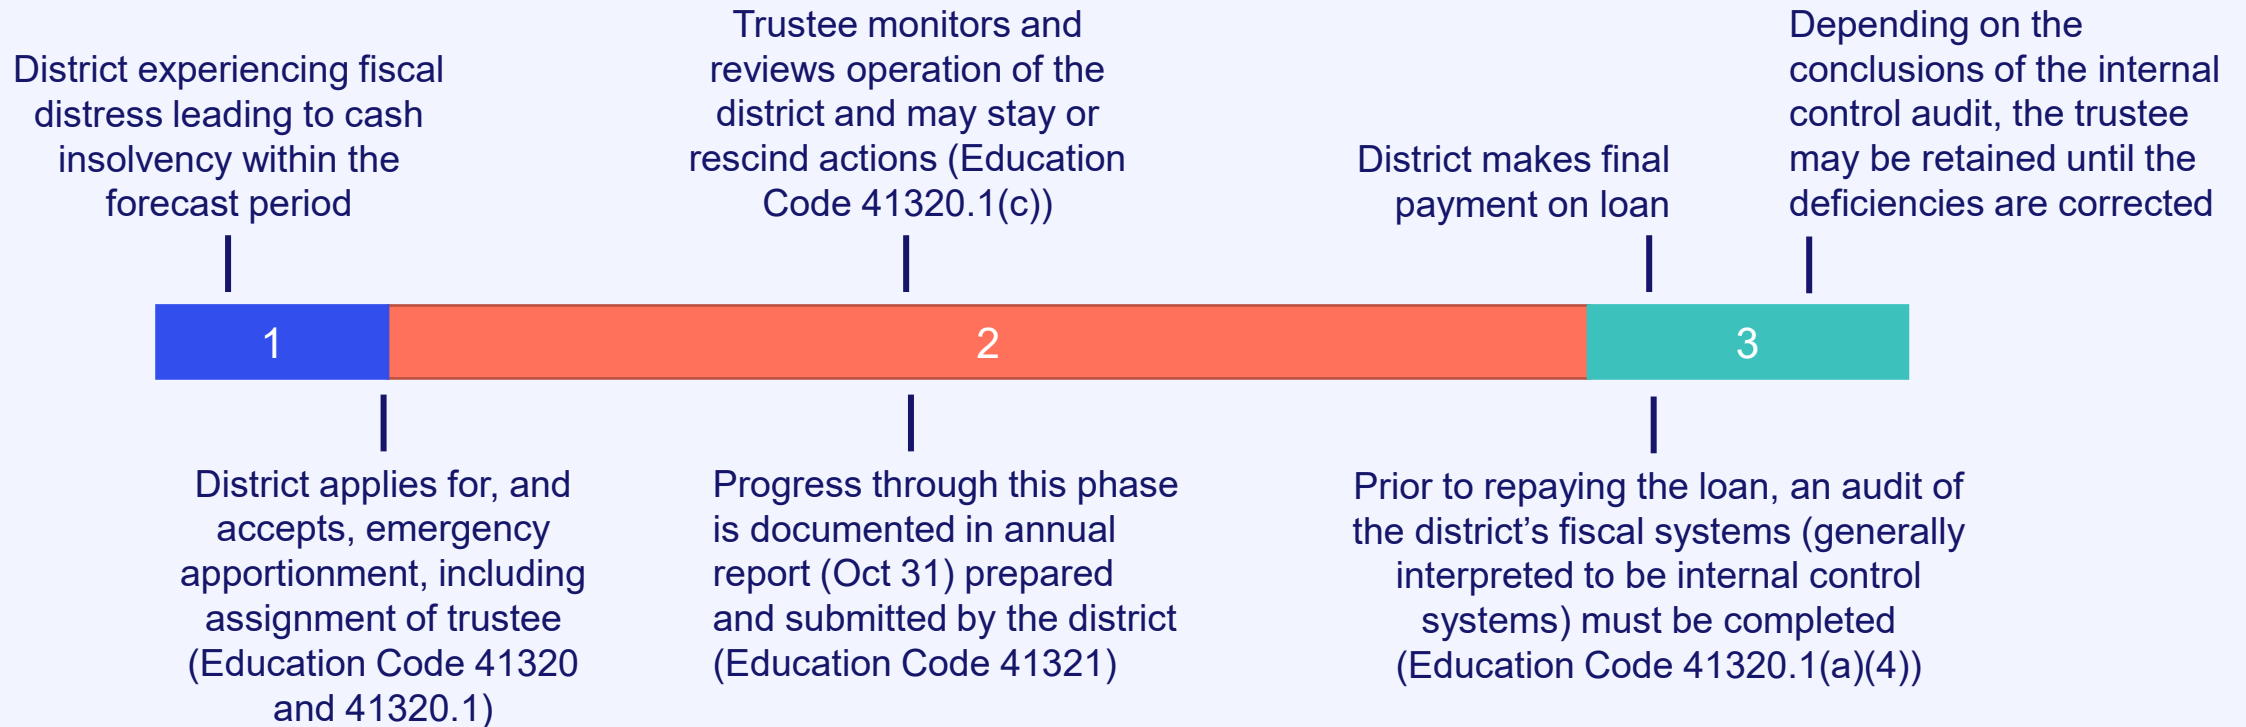 District experiencing fiscal
distress leading to cash
insolvency within the
forecast period
Trustee monitors and
reviews operation of the
district and may stay or
rescind actions (Education
Code 41320.1(c))
District makes final
payment on loan
Depending on the
conclusions of the internal
control audit, the trustee
may be retained until the
deficiencies are corrected
1
2
3
District applies for, and
accepts, emergency
apportionment, including
assignment of trustee
(Education Code 41320
and 41320.1)
Progress through this phase
is documented in annual
report (Oct 31) prepared
and submitted by the district
(Education Code 41321)
Prior to repaying the loan, an audit of
the district’s fiscal systems (generally
interpreted to be internal control
systems) must be completed
(Education Code 41320.1(a)(4))